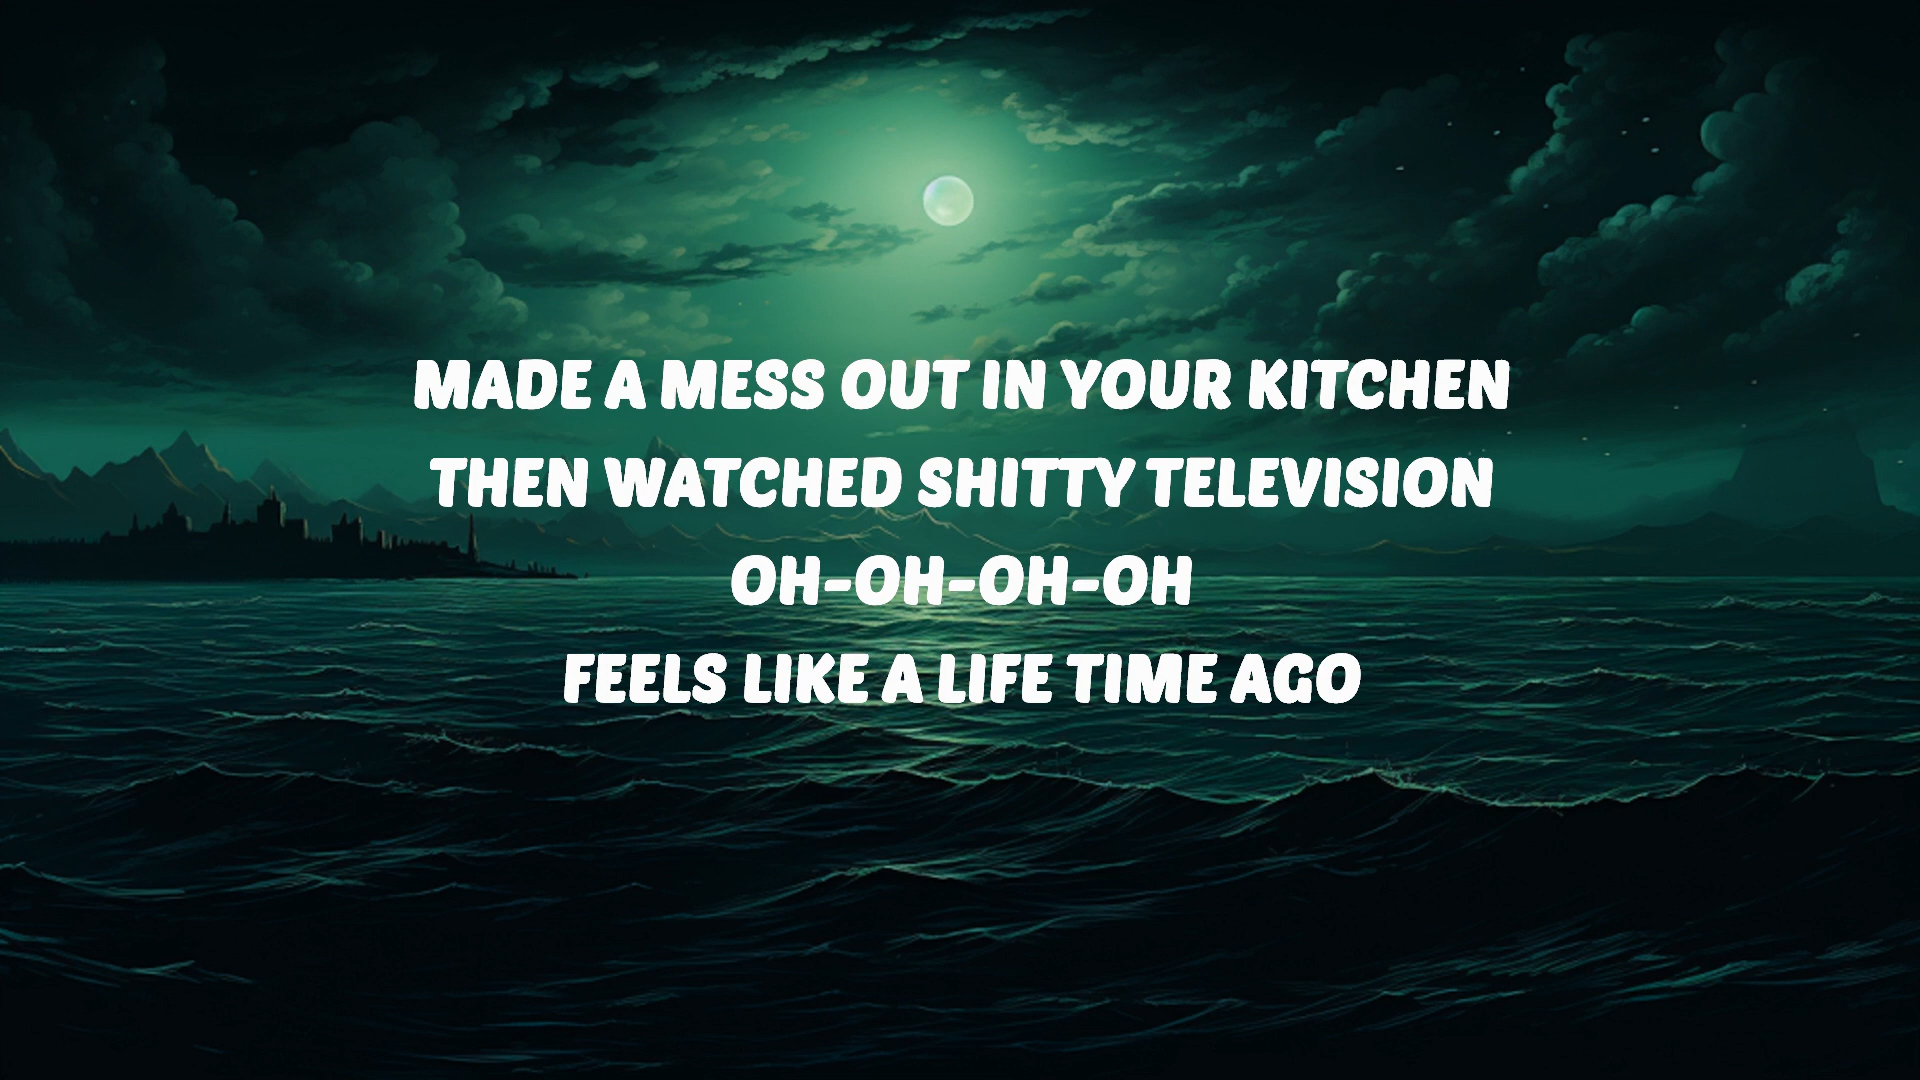 MADE A MESS OUT IN YOUR KITCHEN
THEN WATCHED SHITTY TELEVISION
OH-OH-OH-OH
FEELS LIKE A LIFE TIME AGO